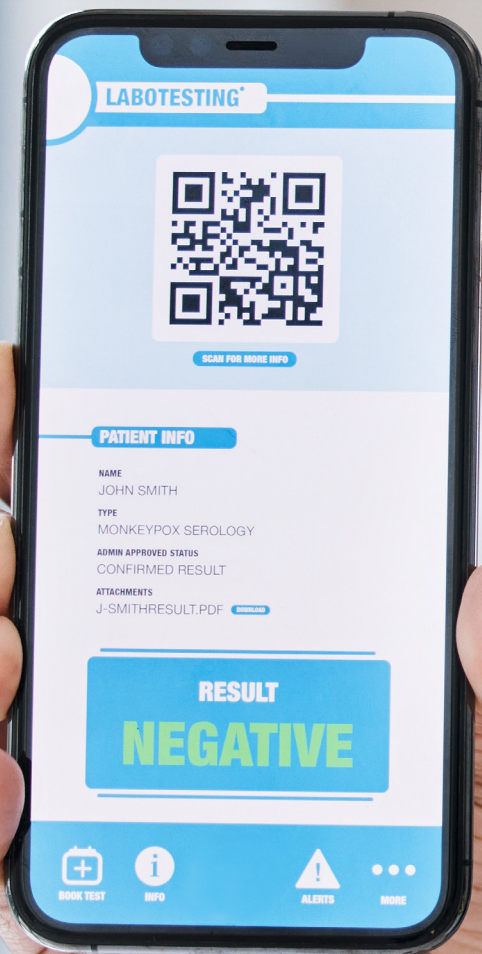 LABOTESTING*
SCAN FOR MORE INFO
PATIENT INFO
NAME
JOHN SMITH
TYPE
MONKEYPOX SEROLOGY
ADMIN APPROVED STATUS
CONFIRMED RESULT
ATTACHMENTS
J-SMITHRESULT.PDF DOWNLOAD
RESULT
NEGATIVE
BOOK TEST INFO ALERTS MORE